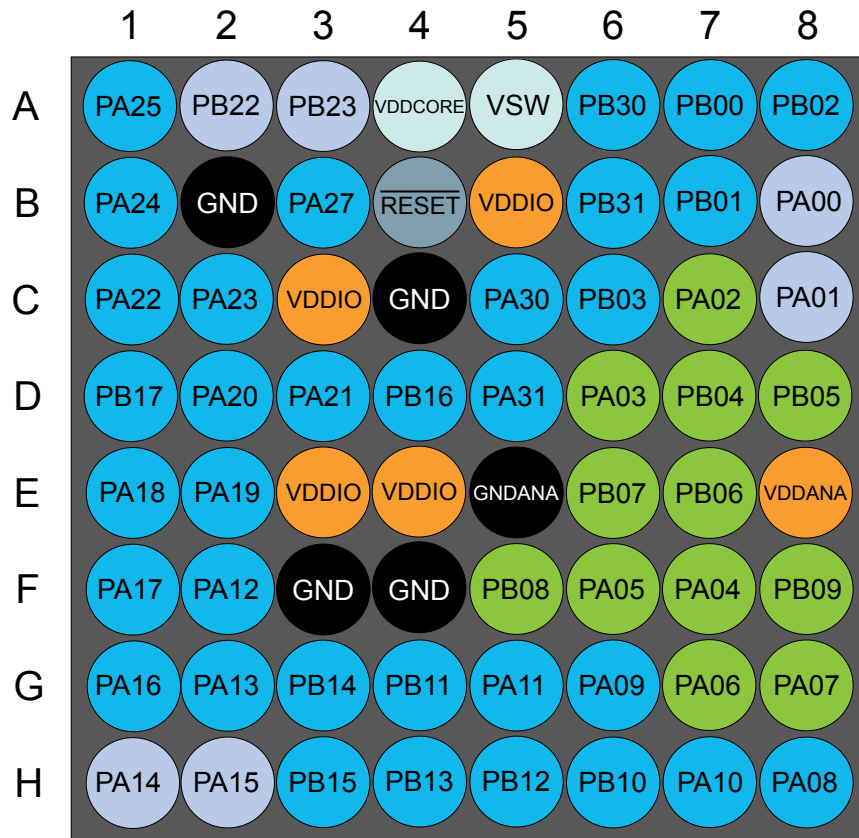 1 2 3 4 5 6 7 8
A PA25 PB22 PB23 VDDCORE VSW PB30 PB00 PB02
B PA24 GND PA27 RESET VDDIO PB31 PB01 PA00
C PA22 PA23 VDDIO GND PA30 PB03 PA02 PA01
D PB17 PA20 PA21 PB16 PA31 PA03 PB04 PB05
E PA18 PA19 VDDIO VDDIO GNDANA PB07 PB06 VDDANA
F PA17 PA12 GND GND PB08 PA05 PA04 PB09
G PA16 PA13 PB14 PB11 PA11 PA09 PA06 PA07
H PA14 PA15 PB15 PB13 PB12 PB10 PA10 PA08